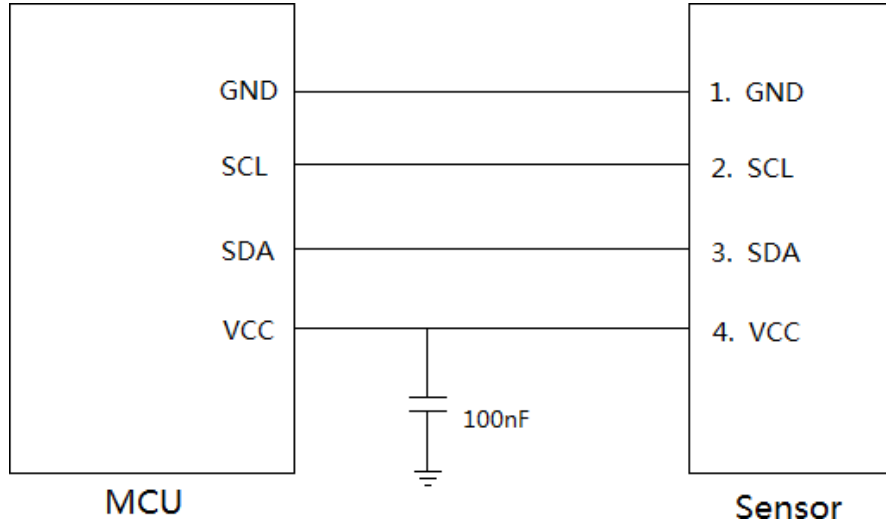 GND
1. GND
SCL
2. SCL
SDA
3. SDA
VCC
4. VCC
100nF
MCU
Sensor